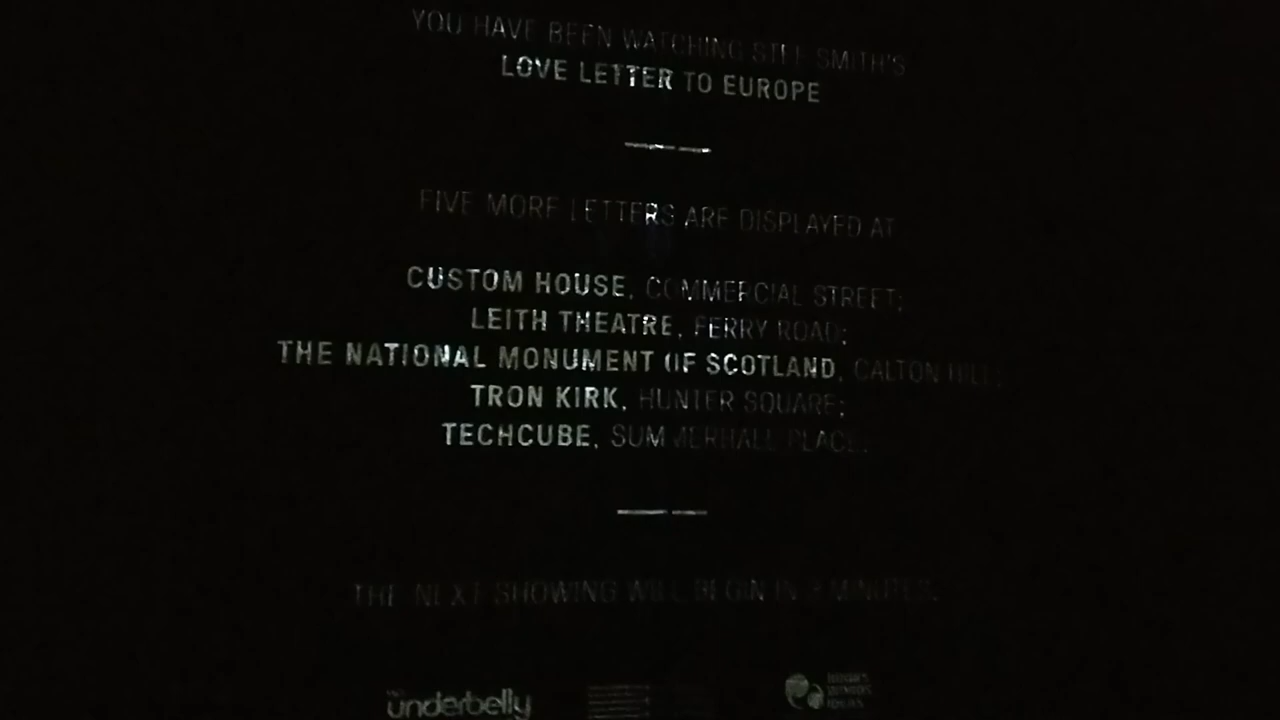 YOU HAVE BEEN WATCHING STEF SMITH'S
LOVE LETTER TO EUROPE
FIVE MORE LETTERS ARE DISPLAYED AT
CUSTOM HOUSE, COMMERCIAL STREET;
LEITH THEATRE, FERRY ROAD;
THE NATIONAL MONUMENT OF SCOTLAND, CALTON HILL;
TRON KIRK, HUNTER SQUARE;
TECHCUBE, SUMMERHALL PLACE.
THE NEXT SHOWING WILL BEGIN IN MINUTES.
underbelly